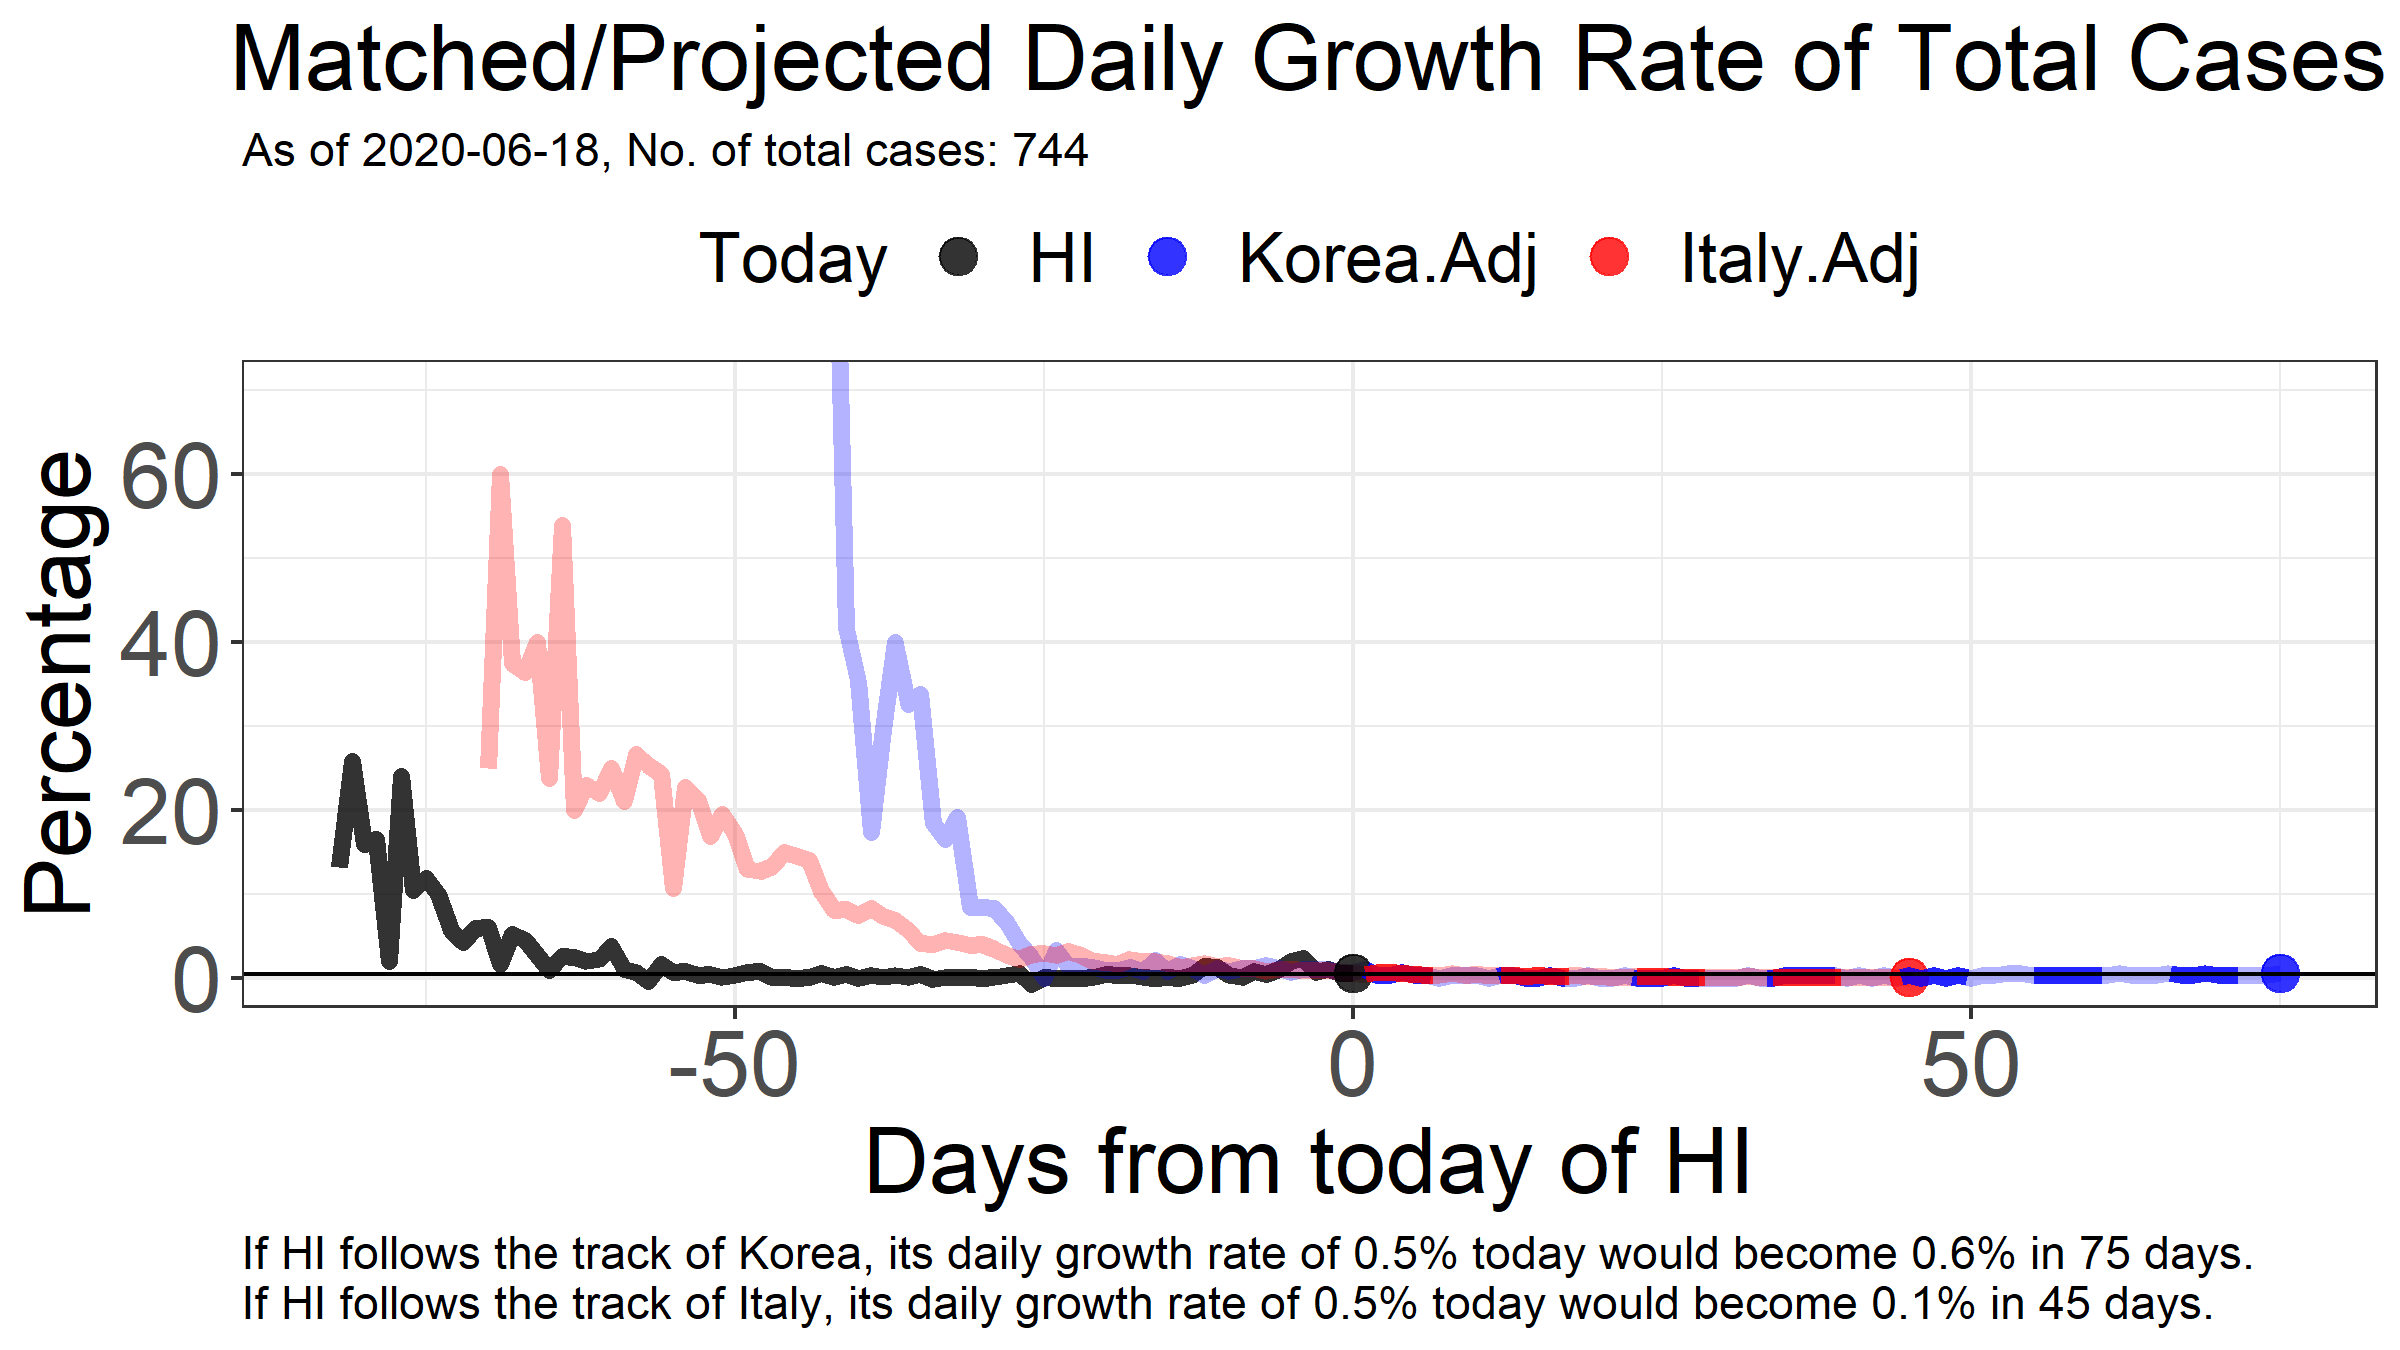 Matched/Projected Daily Growth Rate of Total Cases
As of 2020-06-18, No. of total cases: 744
Today HI Korea.Adj Italy.Adj
Percentage
60
40
20
0
-50 0 50
Days from today of HI
If HI follows the track of Korea, its daily growth rate of 0.5% today would become 0.6% in 75 days.
If HI follows the track of Italy, its daily growth rate of 0.5% today would become 0.1% in 45 days.